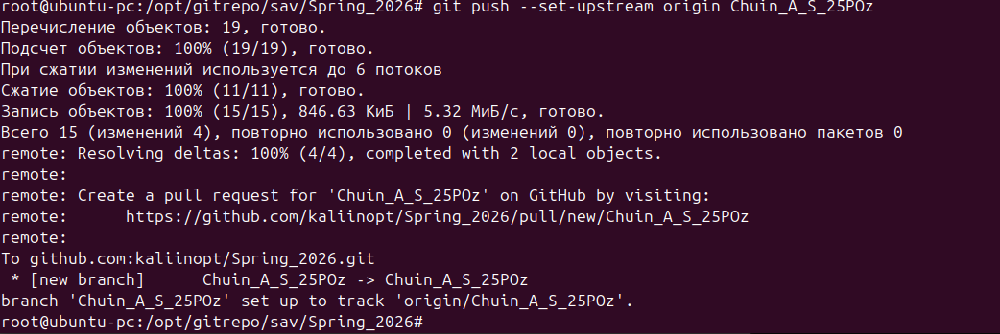 root@ubuntu-pc:/opt/gitrepo/sav/Spring_2026# git push --set-upstream origin Chuin_A_S_25POz
Перечисление объектов: 19, готово.
Подсчет объектов: 100% (19/19), готово.
При сжатии изменений используется до 6 потоков
Сжатие объектов: 100% (11/11), готово.
Запись объектов: 100% (15/15), 846.63 КиБ | 5.32 МиБ/с, готово.
Всего 15 (изменений 4), повторно использовано 0 (изменений 0), повторно использовано пакетов 0
remote: Resolving deltas: 100% (4/4), completed with 2 local objects.
remote:
remote: Create a pull request for 'Chuin_A_S_25POz' on GitHub by visiting:
remote:      https://github.com/kaliinopt/Spring_2026/pull/new/Chuin_A_S_25POz
remote:
To github.com:kaliinopt/Spring_2026.git
 * [new branch]      Chuin_A_S_25POz -> Chuin_A_S_25POz
branch 'Chuin_A_S_25POz' set up to track 'origin/Chuin_A_S_25POz'.
root@ubuntu-pc:/opt/gitrepo/sav/Spring_2026#